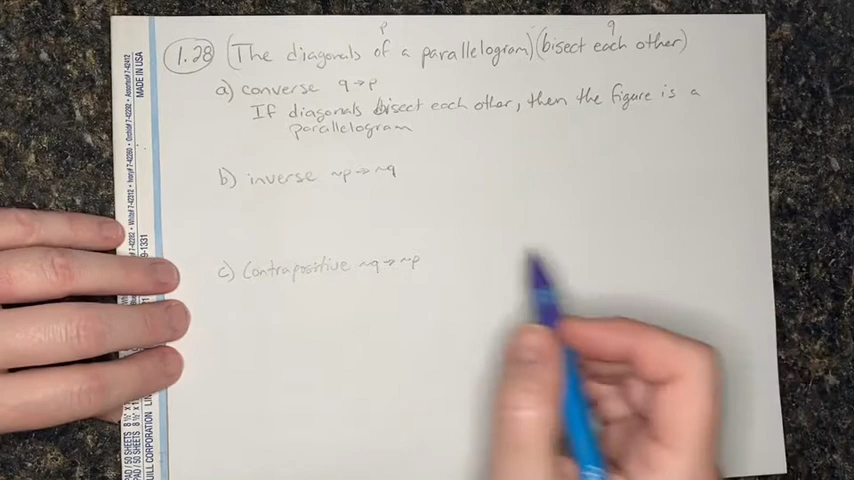 p q
1.28 (The diagonals of a parallelogram)(bisect each other)
a) converse q→p
If diagonals bisect each other, then the figure is a
parallelogram
b) inverse ~p→~q
c) Contrapositive ~q→~p
MADE IN USA